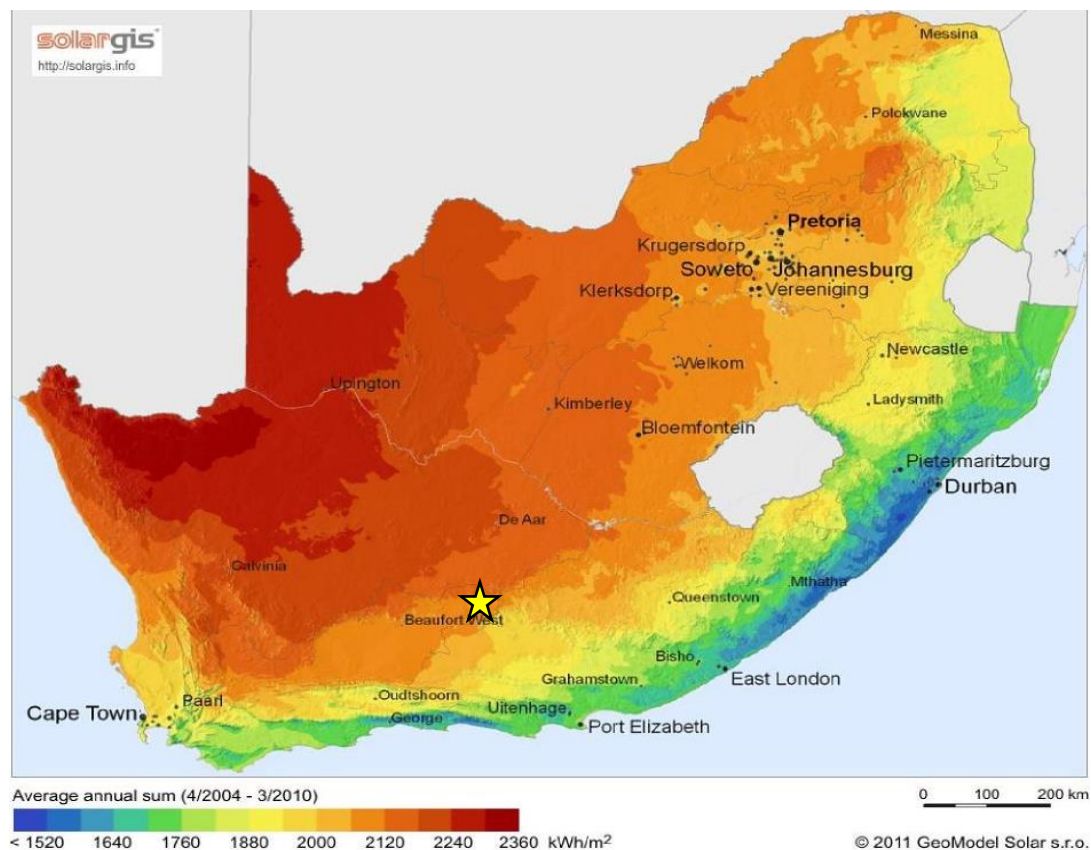 solargis
http://solargis.info
Messina
Polokwane
Pretoria
Krugersdorp
Soweto
Johannesburg
Klerksdorp
Vereeniging
Newcastle
Welkom
Upington
Kimberley
Ladysmith
Bloemfontein
Pietermaritzburg
Durban
De Aar
Calvinia
Mthatha
Queenstown
Beaufort West
Bisho
Grahamstown
East London
Oudtshoorn
Paarl
Uitenhage
Cape Town
George
Port Elizabeth
Average annual sum (4/2004 - 3/2010)
0 100 200 km
< 1520 1640 1760 1880 2000 2120 2240 2360 kWh/m²
© 2011 GeoModel Solar s.r.o.